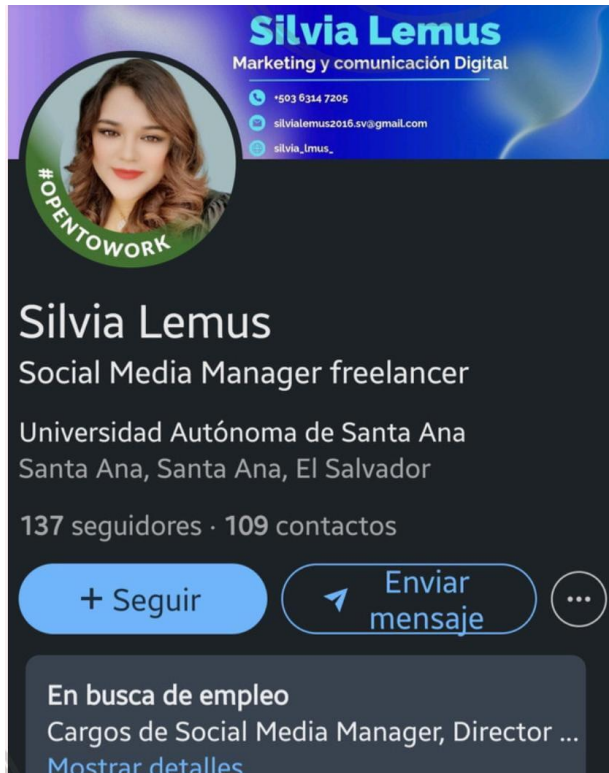 Silvia Lemus
Marketing y comunicación Digital
+503 6314 7205
silvialemus2016.sv@gmail.com
silvia_lmus_
#OPENTOWORK
Silvia Lemus
Social Media Manager freelancer
Universidad Autónoma de Santa Ana
Santa Ana, Santa Ana, El Salvador
137 seguidores · 109 contactos
+ Seguir
Enviar
mensaje
En busca de empleo
Cargos de Social Media Manager, Director ...
Mostrar detalles